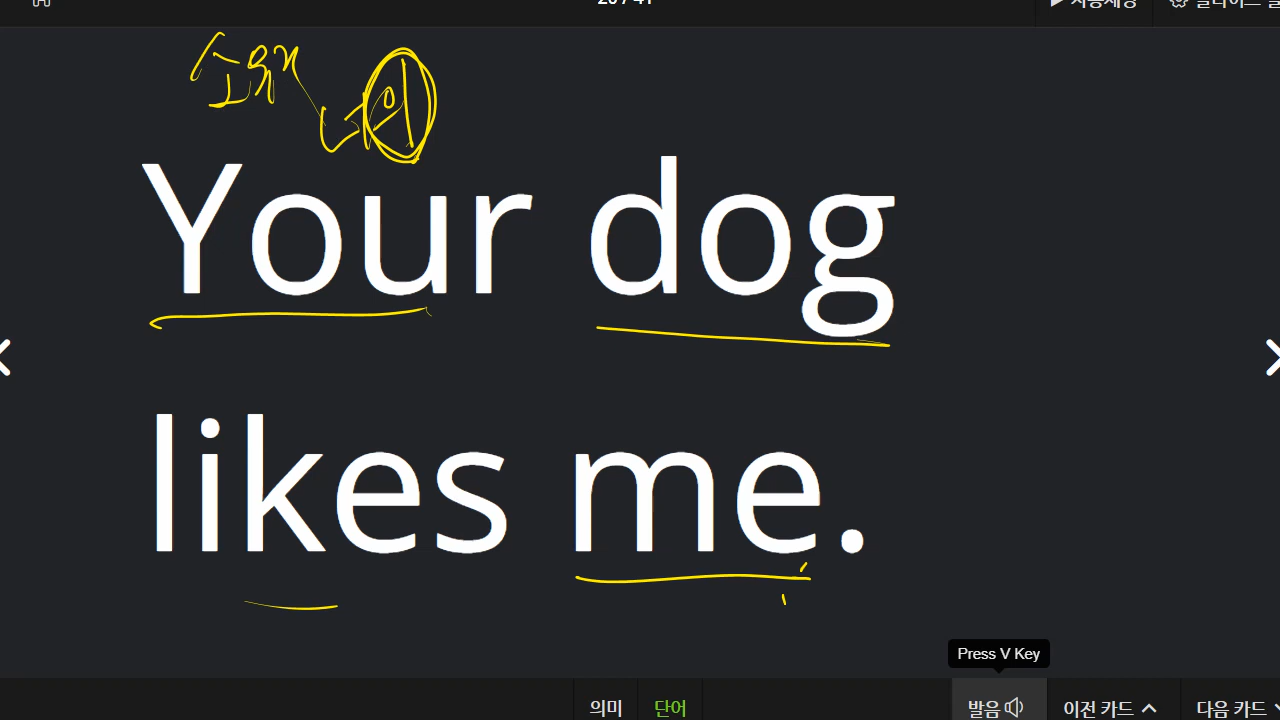 소유격
너의
Your dog
likes me.
Press V Key
의미 단어 발음 이전 카드 다음 카드